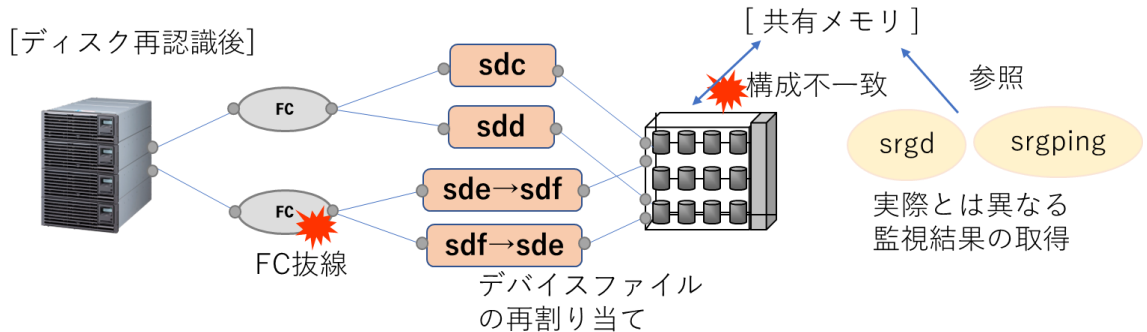 [ディスク再認識後]
FC
FC
FC抜線
sdc
sdd
sde→sdf
sdf→sde
デバイスファイル
の再割り当て
[ 共有メモリ ]
構成不一致
参照
srgd
srgping
実際とは異なる
監視結果の取得